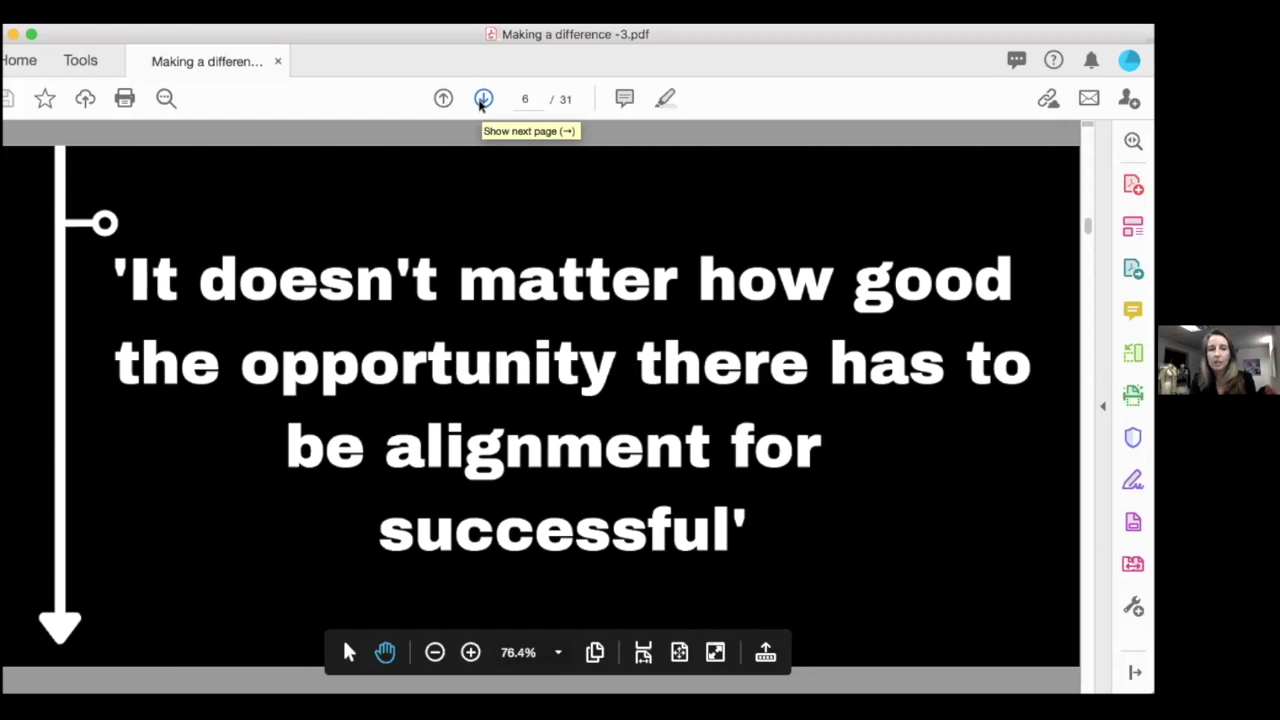 Making a difference -3.pdf
Home
Tools
Making a differen... ×
6 / 31
Show next page (→)
'It doesn't matter how good
the opportunity there has to
be alignment for
successful'
76.4%